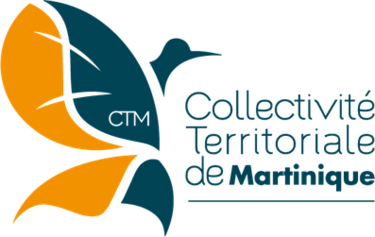 CTM
Collectivité
Territoriale
de Martinique